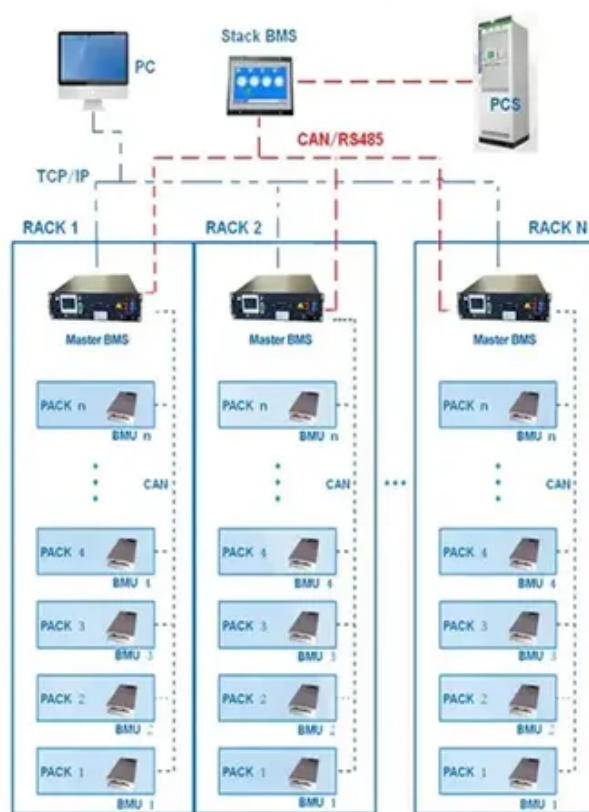 Stack BMS
PC
PCS
CAN/RS485
TCP/IP
RACK 1
RACK 2
RACK N
Master BMS
Master BMS
Master BMS
PACK n
BMU n
PACK n
BMU n
PACK n
BMU n
CAN
CAN
CAN
PACK 4
BMU 4
PACK 4
BMU 4
PACK 4
BMU 4
PACK 3
BMU 3
PACK 3
BMU 3
PACK 3
BMU 3
PACK 2
BMU 2
PACK 2
BMU 2
PACK 2
BMU 2
PACK 1
BMU 1
PACK 1
BMU 1
PACK 1
BMU 1